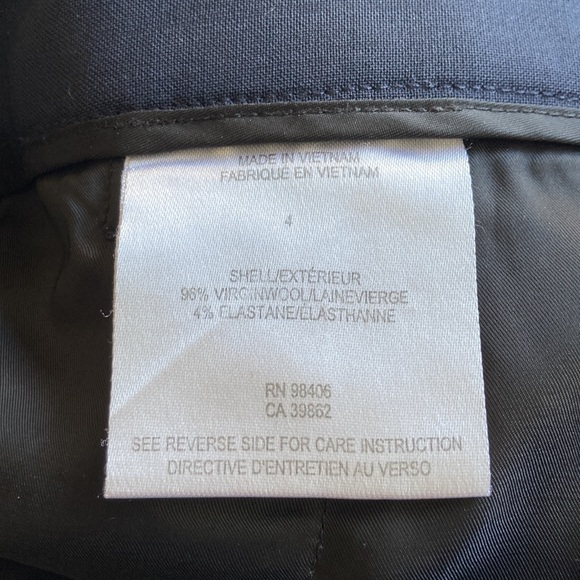 MADE IN VIETNAM
FABRIQUE EN VIETNAM
4
SHELL/EXTÉRIEUR
96% VIRGINWOOL/LAINEVIERGE
4% ELASTANE/ÉLASTHANNE
RN 98406
CA 39862
SEE REVERSE SIDE FOR CARE INSTRUCTION
DIRECTIVE D'ENTRETIEN AU VERSO